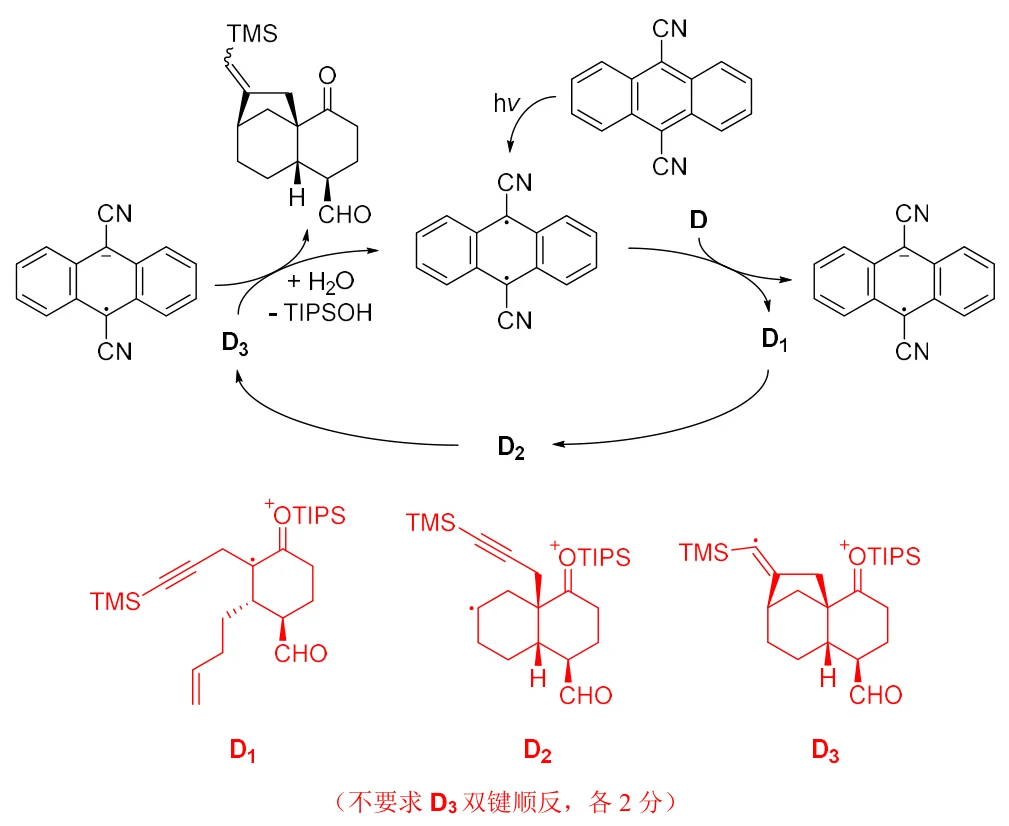 TMS
O
H
CHO
hν
CN
CN
CN
CN
CN
CN
D
CN
CN
+ H₂O
- TIPSOH
D₃
D₁
D₂
TMS
+
OTIPS
CHO
TMS
+
OTIPS
H
CHO
TMS
+
OTIPS
H
CHO
D₁
D₂
D₃
（不要求 D₃ 双键顺反，各 2 分）